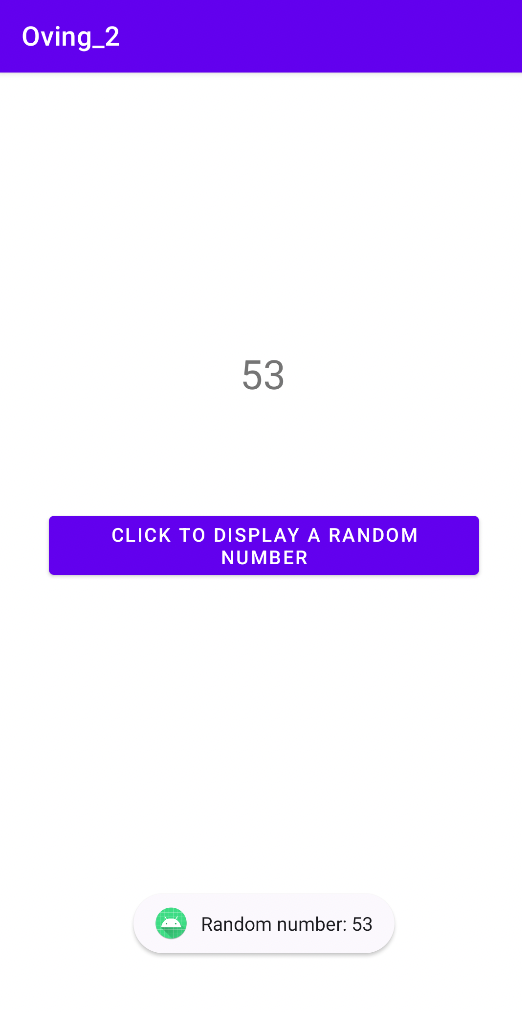 Oving_2
53
CLICK TO DISPLAY A RANDOM
NUMBER
Random number: 53